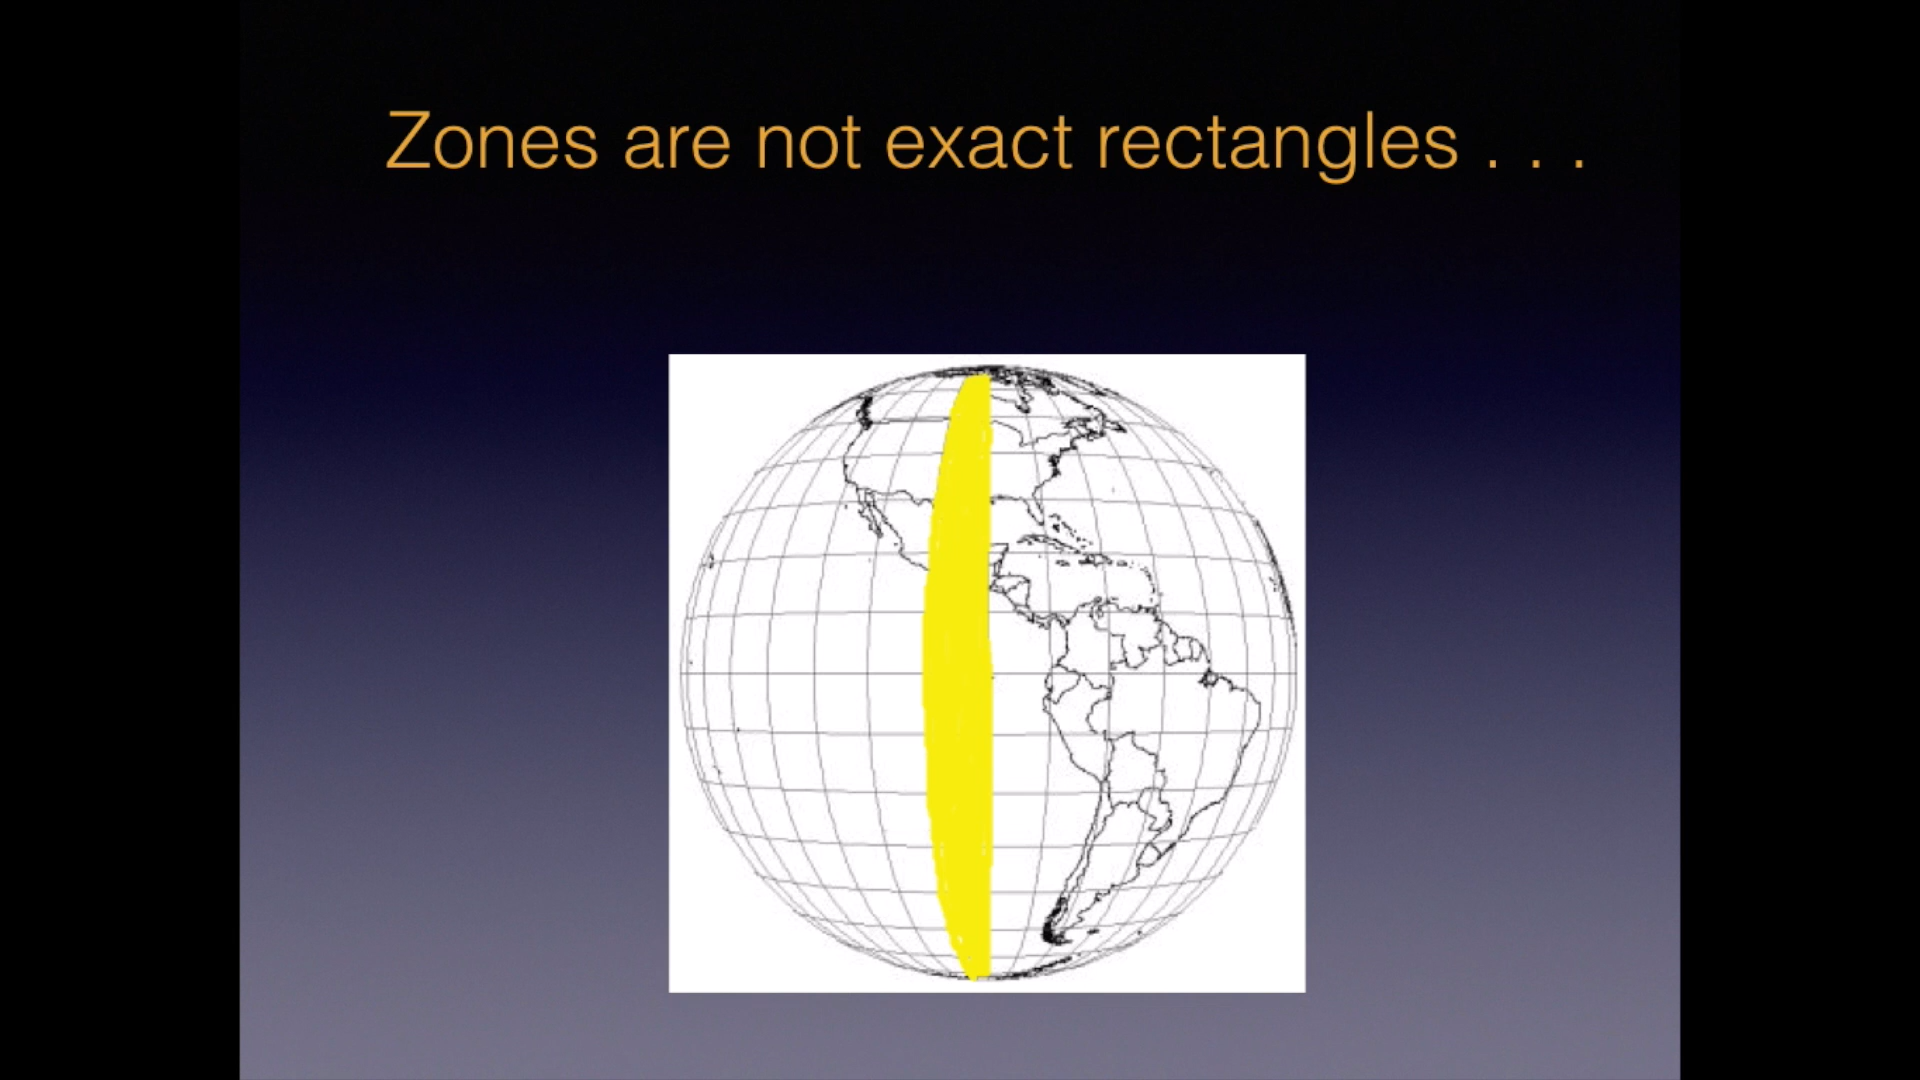 Zones are not exact rectangles . . .